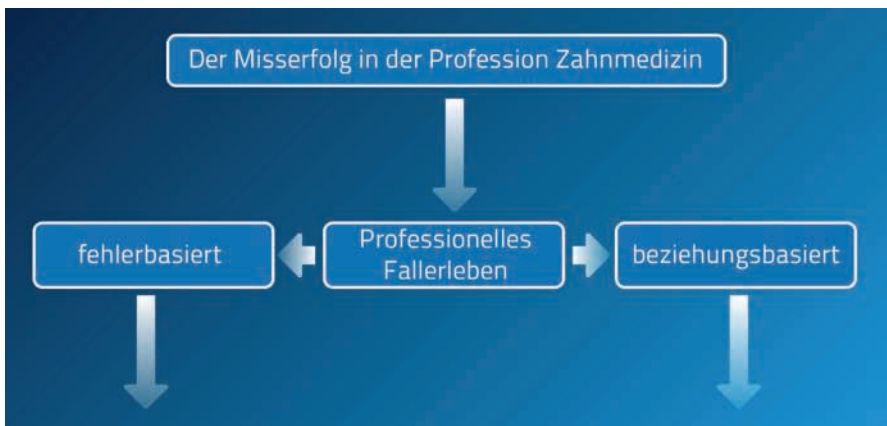 Der Misserfolg in der Profession Zahnmedizin
fehlerbasiert
Professionelles
Fallerleben
beziehungsbasiert